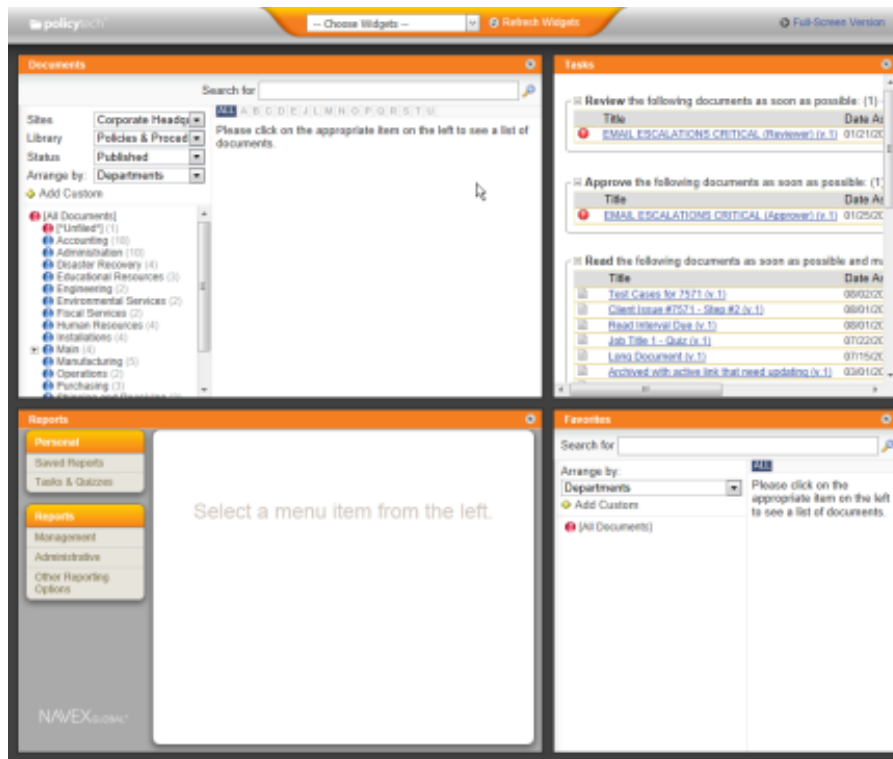 policytech
-- Choose Widgets --
Refresh Widgets
Full-Screen Version
Documents
Search for
Sites Corporate Headqu
Library Policies & Proced
Status Published
Arrange by: Departments
Add Custom
ALL A B C D E J L M N O P Q R S T U
Please click on the appropriate item on the left to see a list of
documents.
[All Documents]
[*Unfiled*] (1)
Accounting (18)
Administration (10)
Disaster Recovery (4)
Educational Resources (3)
Engineering (2)
Environmental Services (2)
Fiscal Services (2)
Human Resources (4)
Installations (4)
Main (4)
Manufacturing (5)
Operations (2)
Purchasing (3)
Tasks
Review the following documents as soon as possible: (1)
Title Date As
EMAIL ESCALATIONS CRITICAL (Reviewer) (v.1) 01/21/20
Approve the following documents as soon as possible: (1)
Title Date As
EMAIL ESCALATIONS CRITICAL (Approver) (v.1) 01/25/20
Read the following documents as soon as possible and ma
Title Date As
Test Cases for 7571 (v.1) 08/02/20
Client Issue #7571 - Step #2 (v.1) 08/01/20
Read Interval Due (v.1) 08/01/20
Job Title 1 - Quiz (v.1) 07/22/20
Long Document (v.1) 07/15/20
Archived with active link that need updating (v.1) 03/01/20
Reports
Personal
Saved Reports
Tasks & Quizzes
Reports
Management
Administrative
Other Reporting
Options
Select a menu item from the left.
NAVEX GLOBAL
Favorites
Search for
Arrange by:
Departments
Add Custom
[All Documents]
ALL
Please click on the
appropriate item on the left
to see a list of documents.